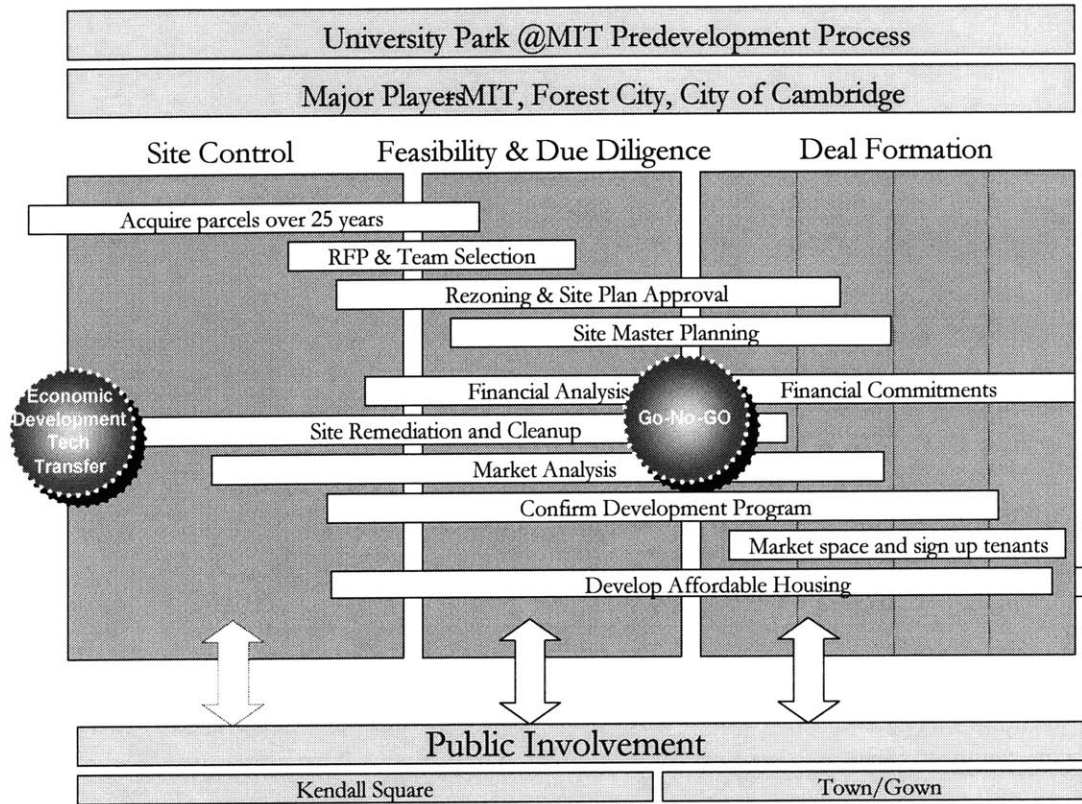 University Park @MIT Predevelopment Process
Major Players-MIT, Forest City, City of Cambridge
Site Control
Feasibility & Due Diligence
Deal Formation
Acquire parcels over 25 years
RFP & Team Selection
Rezoning & Site Plan Approval
Site Master Planning
Financial Analysis
Financial Commitments
Economic
Development
Tech
Transfer
Go-No-GO
Site Remediation and Cleanup
Market Analysis
Confirm Development Program
Market space and sign up tenants
Develop Affordable Housing
Public Involvement
Kendall Square
Town/Gown